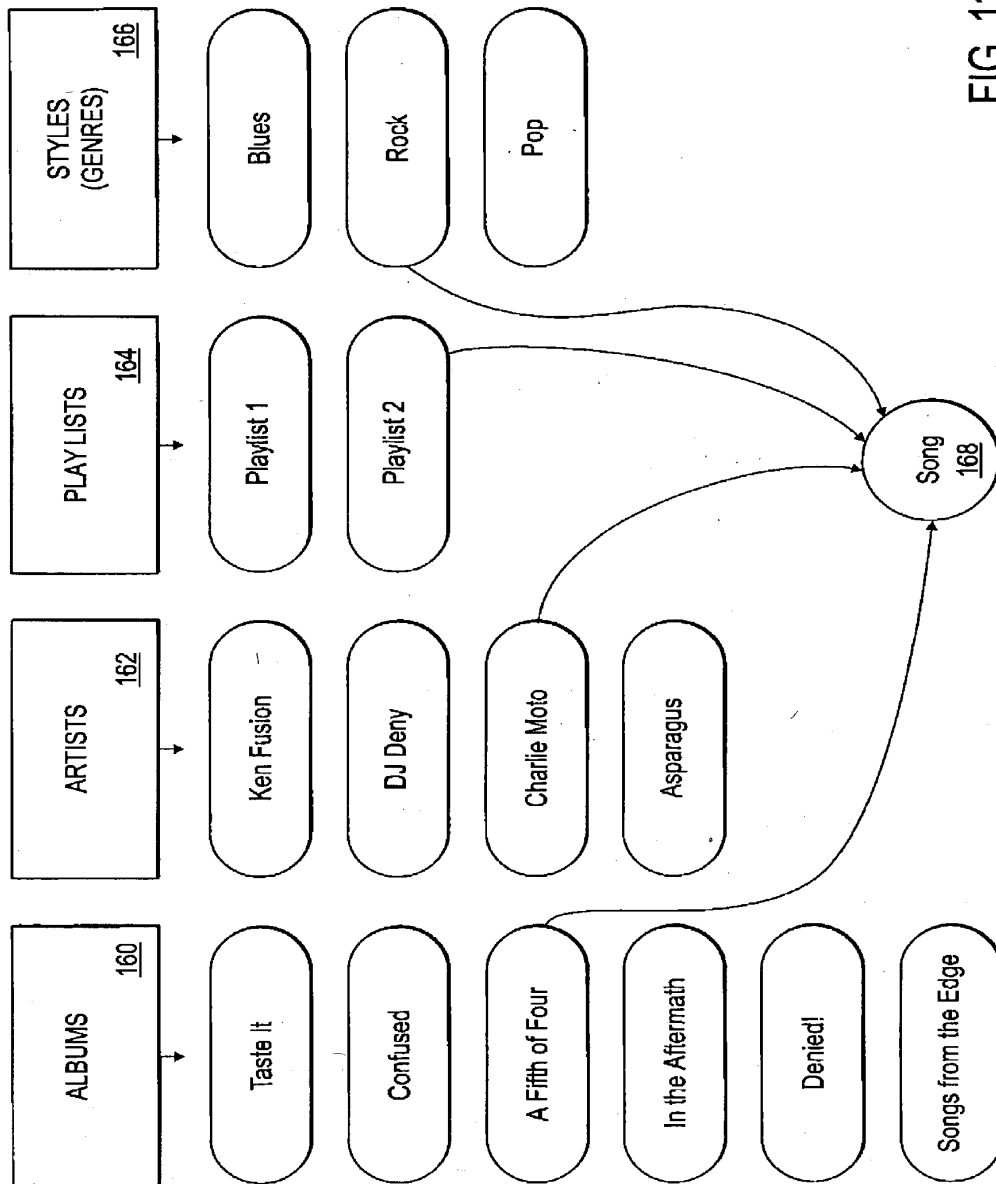 ALBUMS
160
Taste It
Confused
A Fifth of Four
In the Aftermath
Denied!
Songs from the Edge
ARTISTS
162
Ken Fusion
DJ Deny
Charlie Moto
Asparagus
PLAYLISTS
164
Playlist 1
Playlist 2
STYLES
(GENRES)
166
Blues
Rock
Pop
Song
168
FIG.